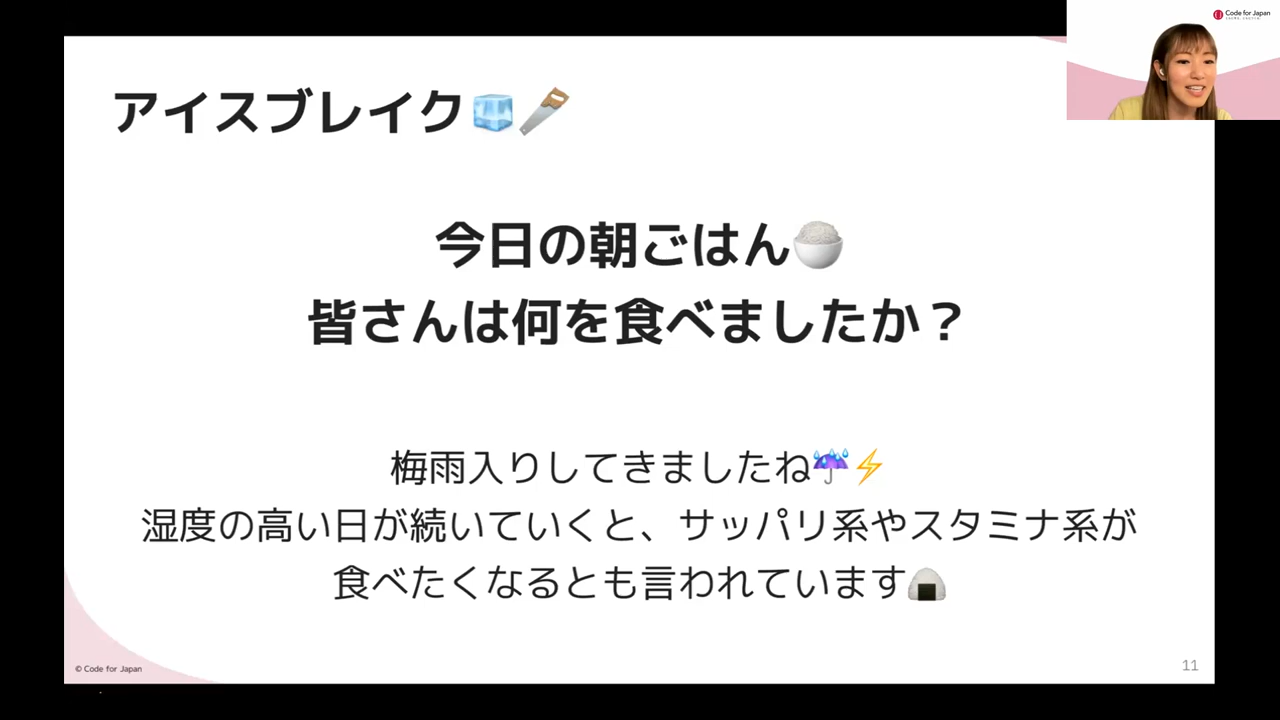 Code for Japan
アイスブレイク🧊🪚
今日の朝ごはん🍚
皆さんは何を食べましたか？
梅雨入りしてきましたね☔⚡
湿度の高い日が続いていくと、サッパリ系やスタミナ系が
食べたくなるとも言われています🍙
© Code for Japan
11